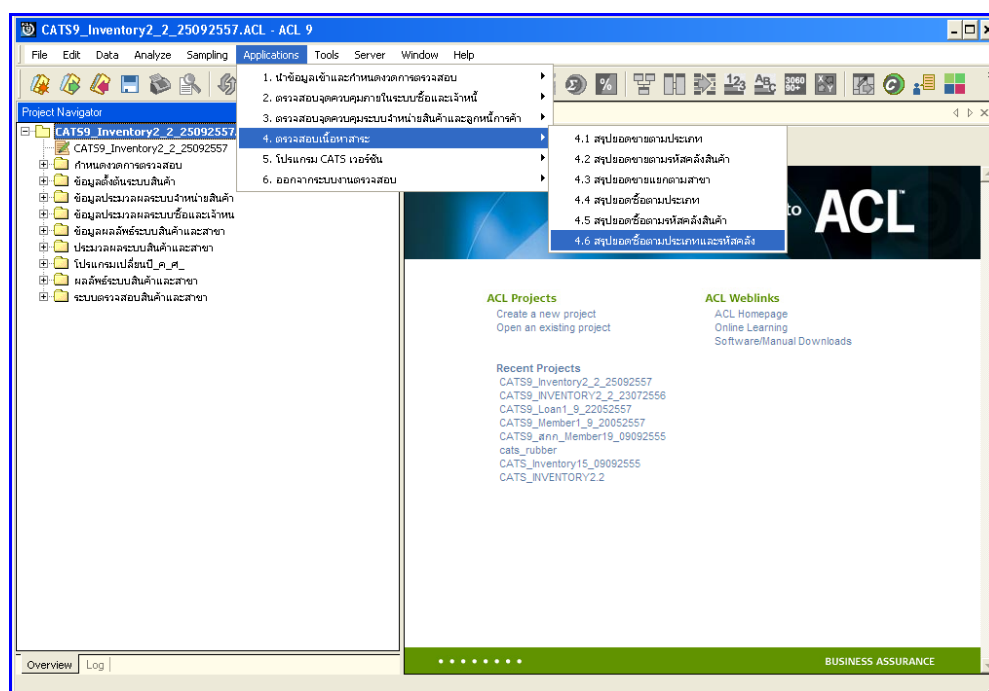 CATS9_Inventory2_2_25092557.ACL - ACL 9
File Edit Data Analyze Sampling Applications Tools Server Window Help
Project Navigator
CATS9_Inventory2_2_25092557.
CATS9_Inventory2_2_25092557
กำหนดงวดการตรวจสอบ
ข้อมูลตั้งต้นระบบสินค้า
ข้อมูลประมวลผลระบบจำหน่ายสินค้า
ข้อมูลประมวลผลระบบซื้อและเจ้าหน
ข้อมูลผลลัพธ์ระบบสินค้าและสาขา
ประมวลผลระบบสินค้าและสาขา
โปรแกรมเปลี่ยนปี_ค_ศ_
ผลลัพธ์ระบบสินค้าและสาขา
ระบบตรวจสอบสินค้าและสาขา
1. นำข้อมูลเข้าและกำหนดงวดการตรวจสอบ
2. ตรวจสอบจุดควบคุมภายในระบบซื้อและเจ้าหนี้
3. ตรวจสอบจุดควบคุมระบบจำหน่ายสินค้าและลูกหนี้การค้า
4. ตรวจสอบเนื้อหาสาระ
5. โปรแกรม CATS เวอร์ชัน
6. ออกจากระบบงานตรวจสอบ
4.1 สรุปยอดขายตามประเภท
4.2 สรุปยอดขายตามรหัสคลังสินค้า
4.3 สรุปยอดขายแยกตามสาขา
4.4 สรุปยอดซื้อตามประเภท
4.5 สรุปยอดซื้อตามรหัสคลังสินค้า
4.6 สรุปยอดซื้อตามประเภทและรหัสคลัง
to ACL™
ACL Projects
Create a new project
Open an existing project
ACL Weblinks
ACL Homepage
Online Learning
Software/Manual Downloads
Recent Projects
CATS9_Inventory2_2_25092557
CATS9_INVENTORY2_2_23072556
CATS9_Loan1_9_22052557
CATS9_Member1_9_20052557
CATS9_สกก_Member19_09092555
cats_rubber
CATS_Inventory15_09092555
CATS_INVENTORY2.2
Overview Log
BUSINESS ASSURANCE